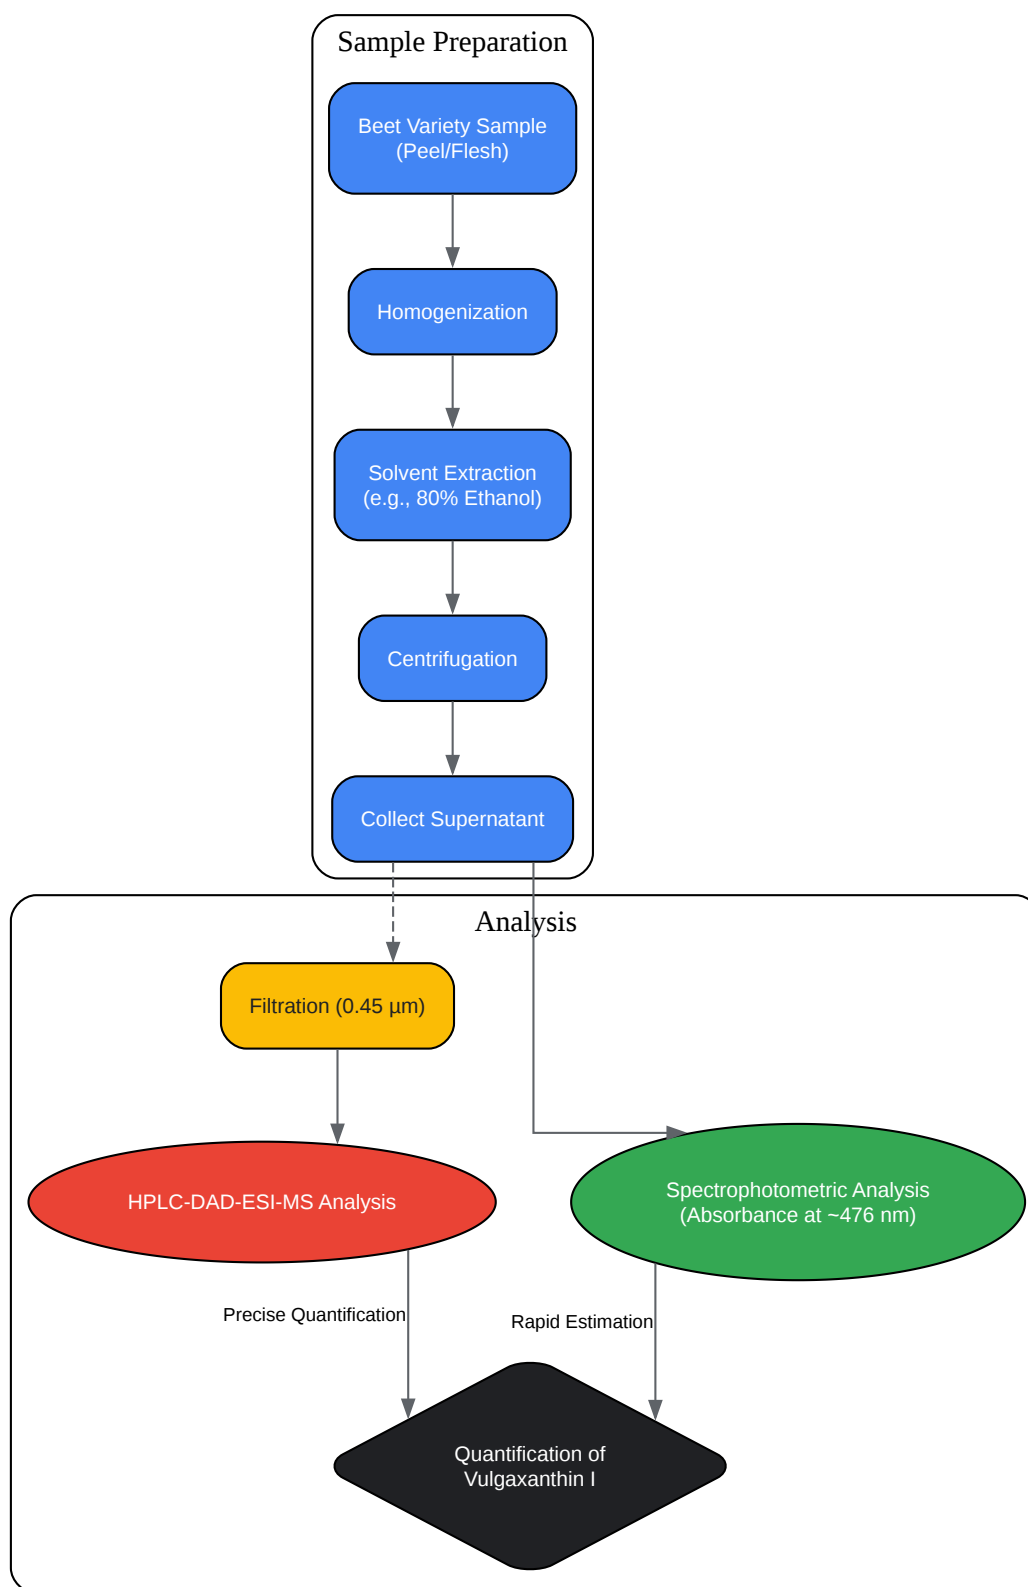 Sample Preparation
Beet Variety Sample
(Peel/Flesh)
Homogenization
Solvent Extraction
(e.g., 80% Ethanol)
Centrifugation
Collect Supernatant
Analysis
Filtration (0.45 µm)
HPLC-DAD-ESI-MS Analysis
Spectrophotometric Analysis
(Absorbance at ~476 nm)
Precise Quantification
Rapid Estimation
Quantification of
Vulgaxanthin I